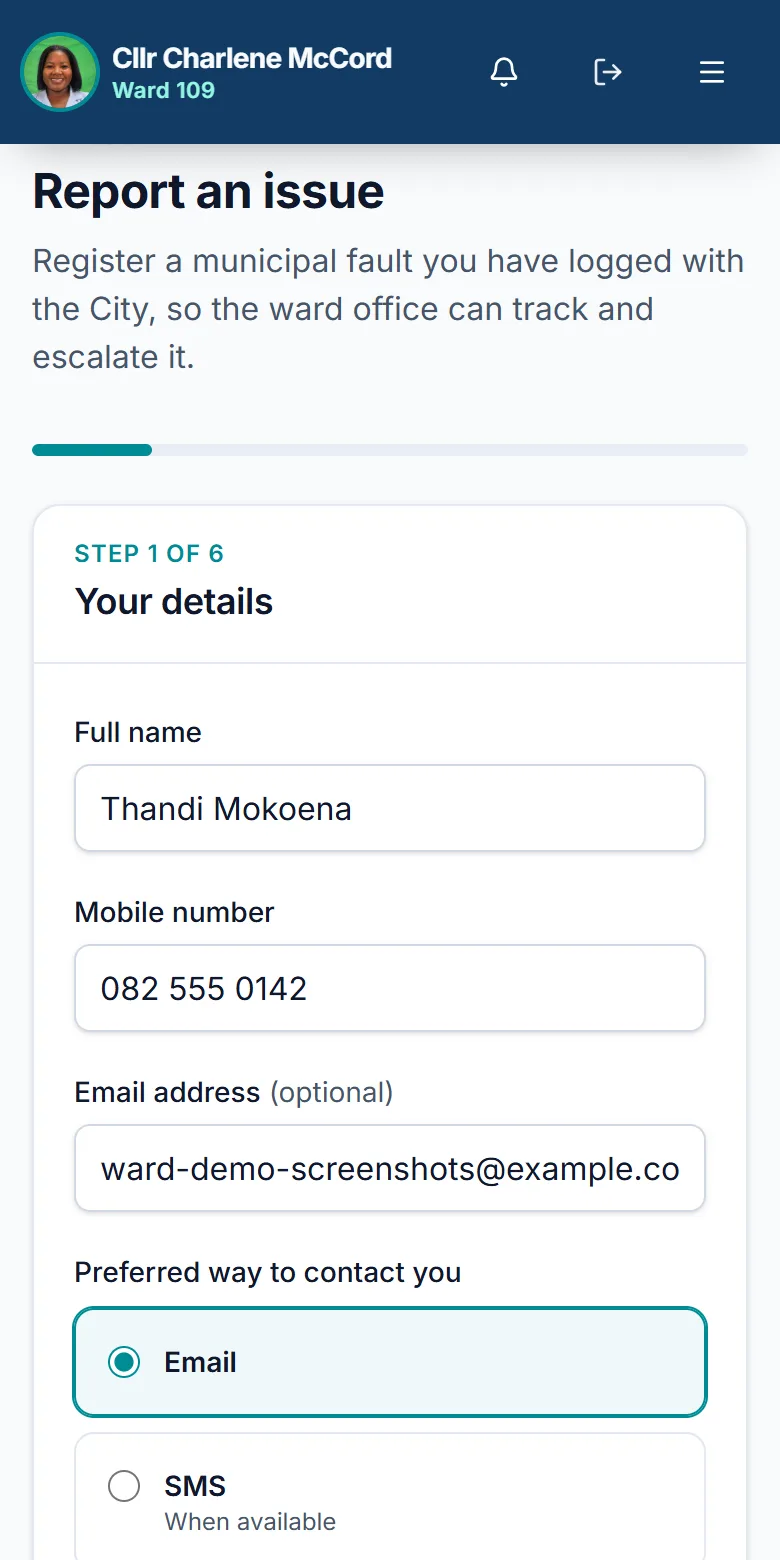 Cllr Charlene McCord
Ward 109
Report an issue
Register a municipal fault you have logged with
the City, so the ward office can track and
escalate it.
STEP 1 OF 6
Your details
Full name
Thandi Mokoena
Mobile number
082 555 0142
Email address (optional)
ward-demo-screenshots@example.co
Preferred way to contact you
Email
SMS
When available